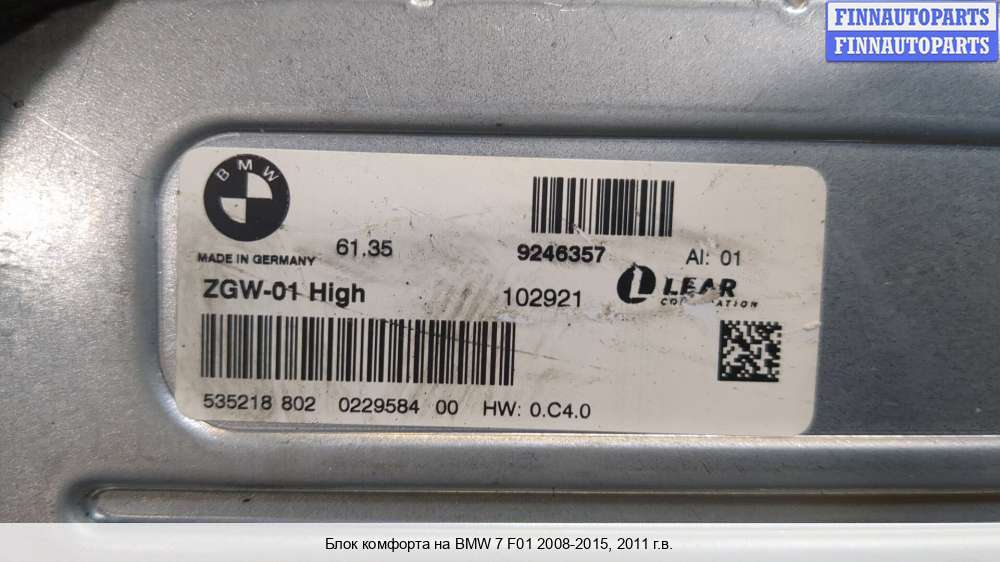 FINNAUTOPARTS
FINNAUTOPARTS
BMW
MADE IN GERMANY
61.35
9246357
AI: 01
ZGW-01 High
102921
LEAR
CORPORATION
535218 802 0229584 00 HW: 0.C4.0
Блок комфорта на BMW 7 F01 2008-2015, 2011 г.в.